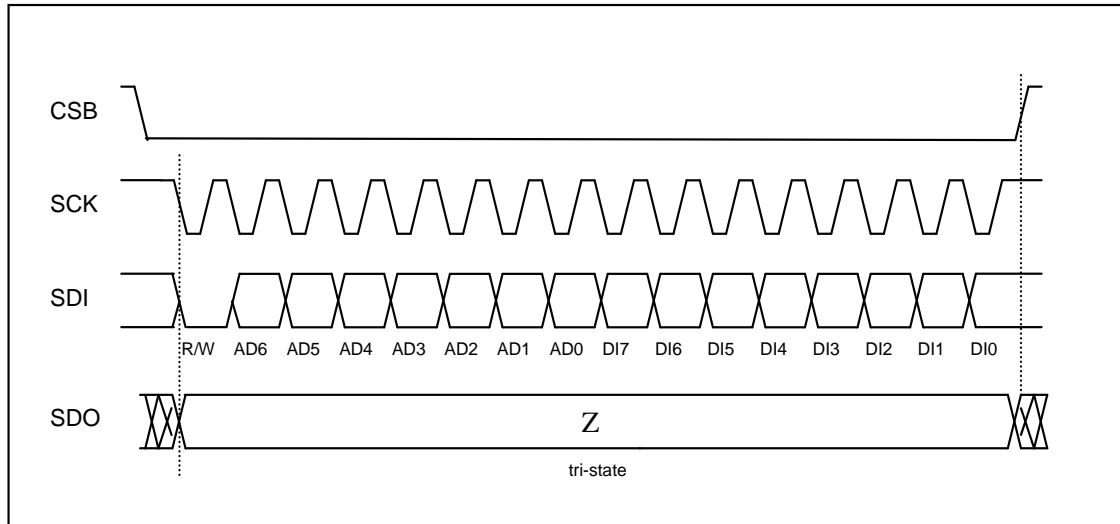 CSB
SCK
SDI
R/W AD6 AD5 AD4 AD3 AD2 AD1 AD0 DI7 DI6 DI5 DI4 DI3 DI2 DI1 DI0
SDO
Z
tri-state